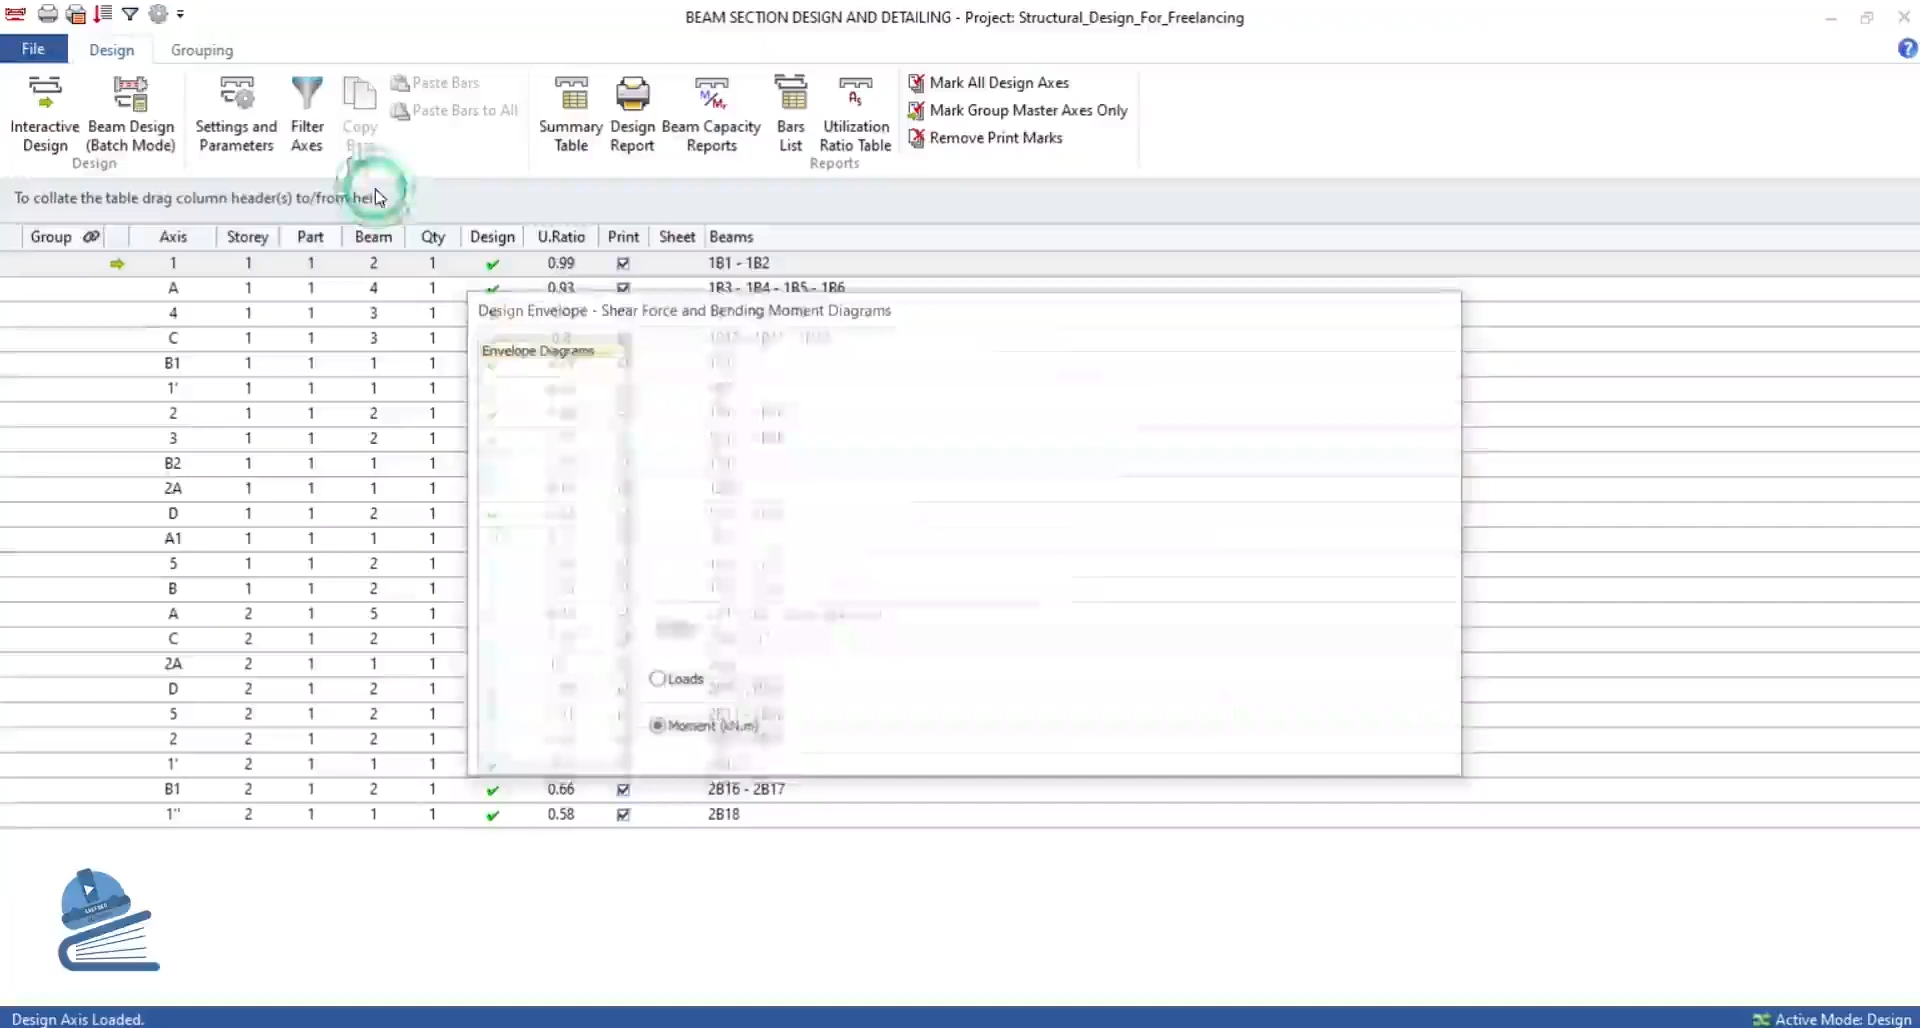 BEAM SECTION DESIGN AND DETAILING - Project: Structural_Design_For_Freelancing
File Design Grouping
Interactive Design
Beam Design (Batch Mode)
Design
Settings and Parameters
Filter Axes
Copy
Paste Bars
Paste Bars to All
Summary Table
Design Report
Beam Capacity Reports
Bars List
Utilization Ratio Table
Reports
Mark All Design Axes
Mark Group Master Axes Only
Remove Print Marks
To collate the table drag column header(s) to/from
Group Axis Storey Part Beam Qty Design U.Ratio Print Sheet Beams
1 1 1 2 1 0.99 1B1 - 1B2
A 1 1 4 1 0.93 1B3 - 1B4 - 1B5 - 1B6
4 1 1 3 1
C 1 1 3 1
B1 1 1 1 1
1' 1 1 1 1
2 1 1 2 1
3 1 1 2 1
B2 1 1 1 1
2A 1 1 1 1
D 1 1 2 1
A1 1 1 1 1
5 1 1 2 1
B 1 1 2 1
A 2 1 5 1
C 2 1 2 1
2A 2 1 1 1
D 2 1 2 1
5 2 1 2 1
2 2 1 2 1
1' 2 1 1 1
B1 2 1 2 1 0.66 2B16 - 2B17
1'' 2 1 1 1 0.58 2B18
Design Envelope - Shear Force and Bending Moment Diagrams
Envelope Diagrams
Loads
Moment (kN.m)
Design Axis Loaded.
Active Mode: Design